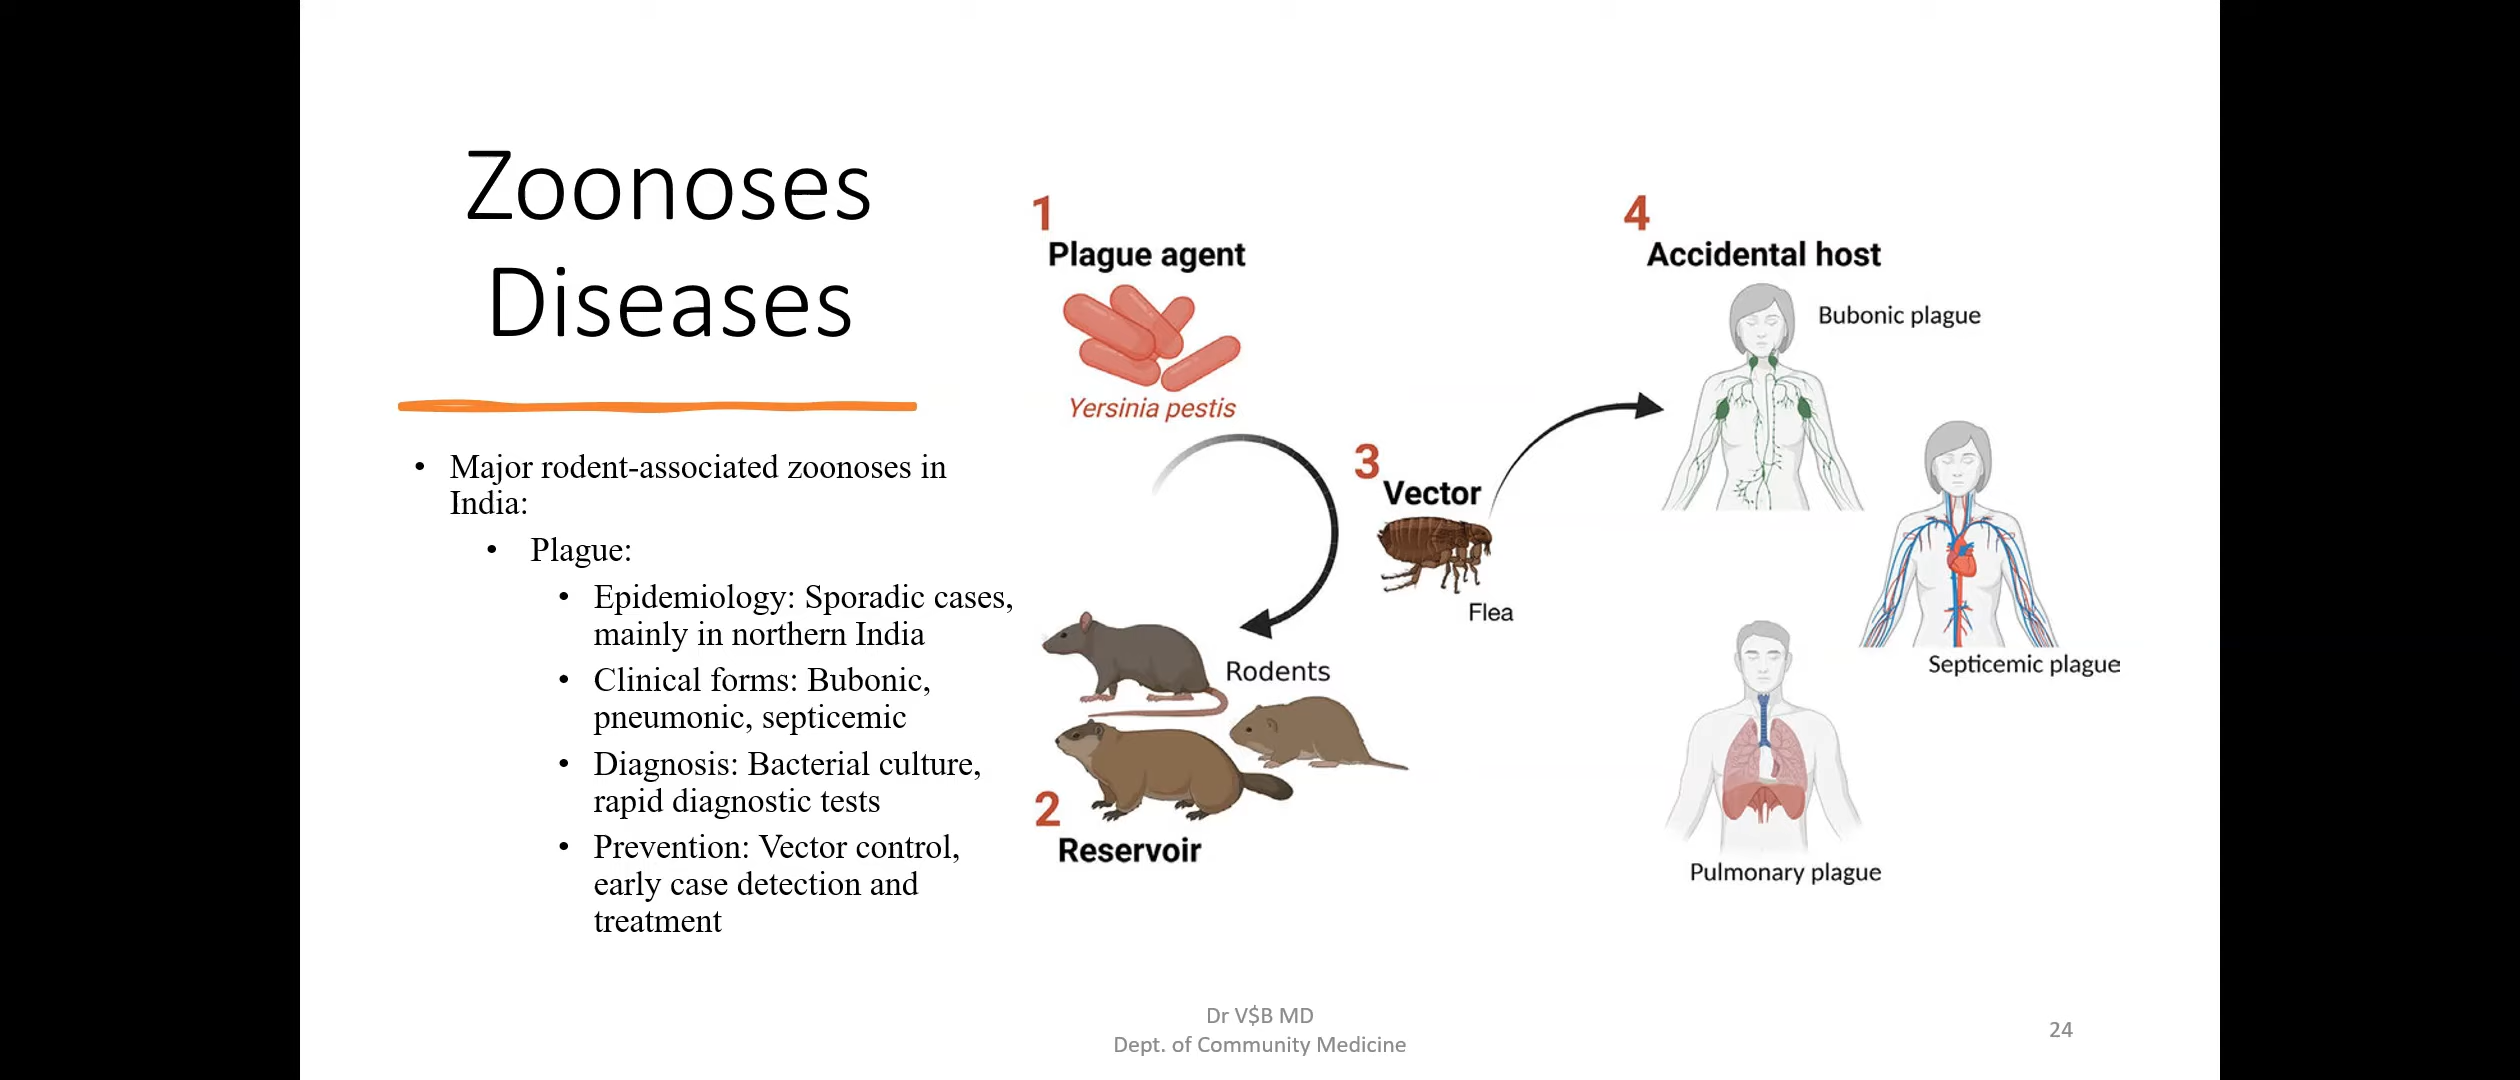 Zoonoses
Diseases
• Major rodent-associated zoonoses in
India:
• Plague:
• Epidemiology: Sporadic cases,
mainly in northern India
• Clinical forms: Bubonic,
pneumonic, septicemic
• Diagnosis: Bacterial culture,
rapid diagnostic tests
• Prevention: Vector control,
early case detection and
treatment
1
Plague agent
Yersinia pestis
Rodents
2
Reservoir
3
Vector
Flea
4
Accidental host
Bubonic plague
Septicemic plague
Pulmonary plague
Dr V$B MD
Dept. of Community Medicine
24